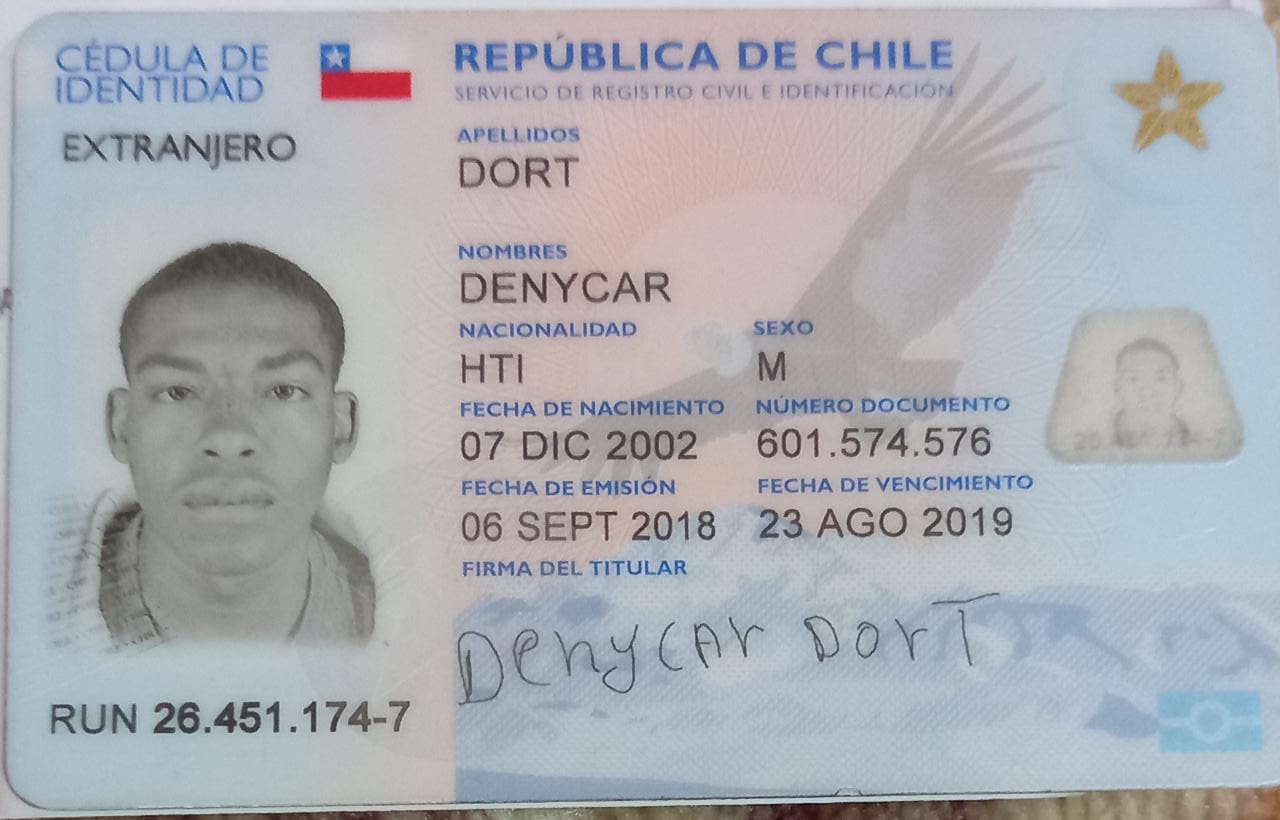 CÉDULA DE
IDENTIDAD
EXTRANJERO
REPÚBLICA DE CHILE
SERVICIO DE REGISTRO CIVIL E IDENTIFICACIÓN
APELLIDOS
DORT
NOMBRES
DENYCAR
NACIONALIDAD SEXO
HTI M
FECHA DE NACIMIENTO NÚMERO DOCUMENTO
07 DIC 2002 601.574.576
FECHA DE EMISIÓN FECHA DE VENCIMIENTO
06 SEPT 2018 23 AGO 2019
FIRMA DEL TITULAR
DenycAr DorT
RUN 26.451.174-7